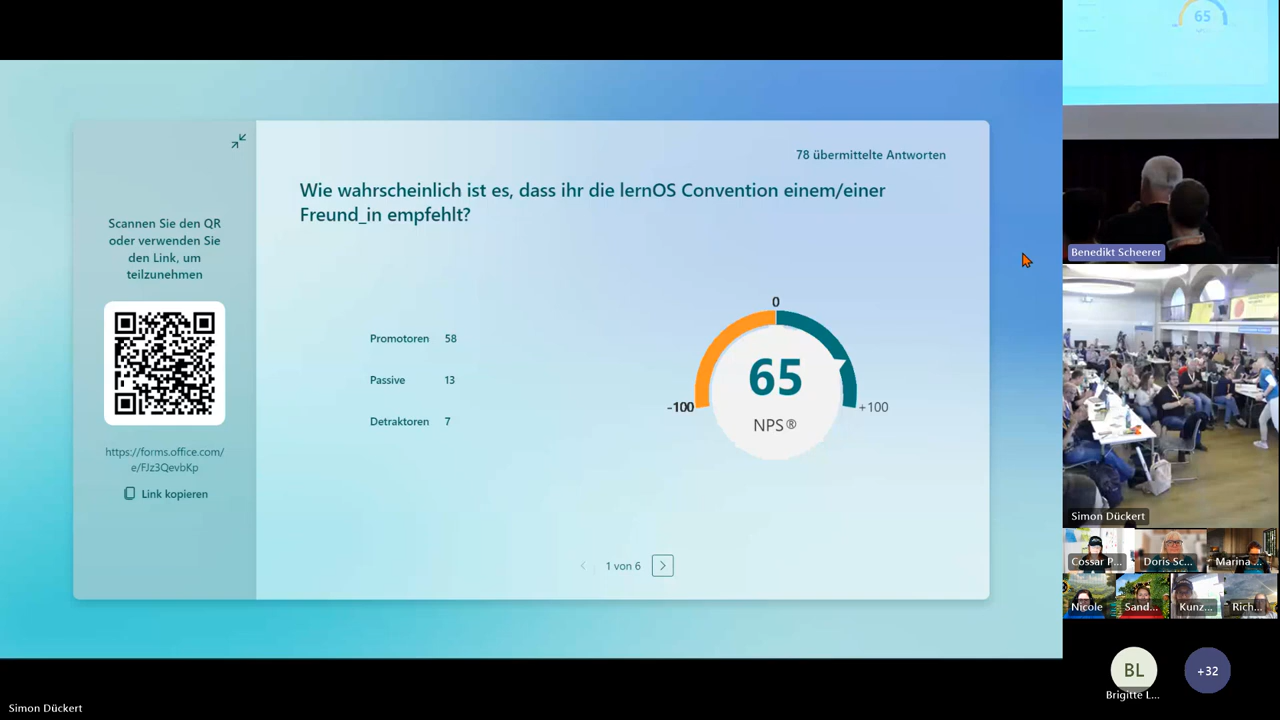 78 übermittelte Antworten
Wie wahrscheinlich ist es, dass ihr die lernOS Convention einem/einer
Freund_in empfehlt?
Scannen Sie den QR
oder verwenden Sie
den Link, um
teilzunehmen
https://forms.office.com/
e/FJz3QevbKp
Link kopieren
Promotoren 58
Passive 13
Detraktoren 7
0
65
NPS®
-100
+100
1 von 6
65
Benedikt Scheerer
Simon Dückert
Cossar P...
Doris Sc...
Marina ...
Nicole
Sand...
Kunz...
Rich...
BL
Brigitte L...
+32
Simon Dückert